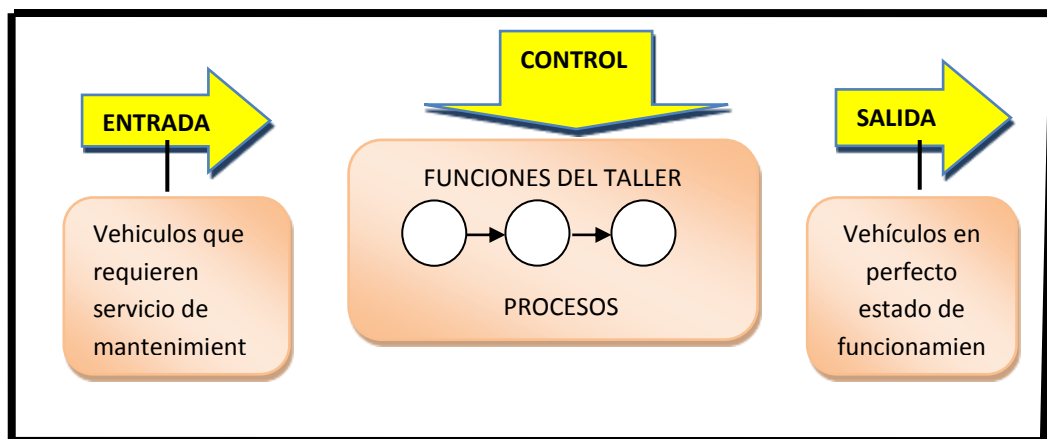 ENTRADA
Vehiculos que
requieren
servicio de
mantenimient
CONTROL
FUNCIONES DEL TALLER
PROCESOS
SALIDA
Vehículos en
perfecto
estado de
funcionamien